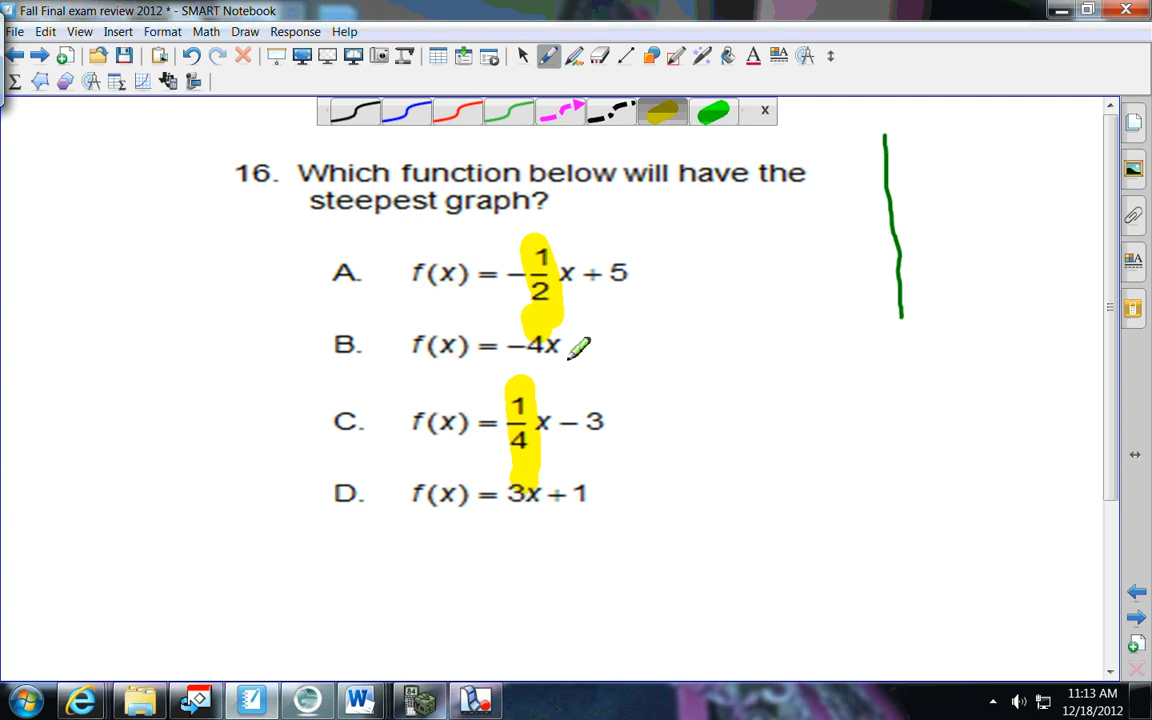 Fall Final exam review 2012 * - SMART Notebook
File Edit View Insert Format Math Draw Response Help
x
16. Which function below will have the
steepest graph?
A. f(x) = −1/2 x + 5
B. f(x) = −4x
C. f(x) = 1/4 x − 3
D. f(x) = 3x + 1
11:13 AM
12/18/2012